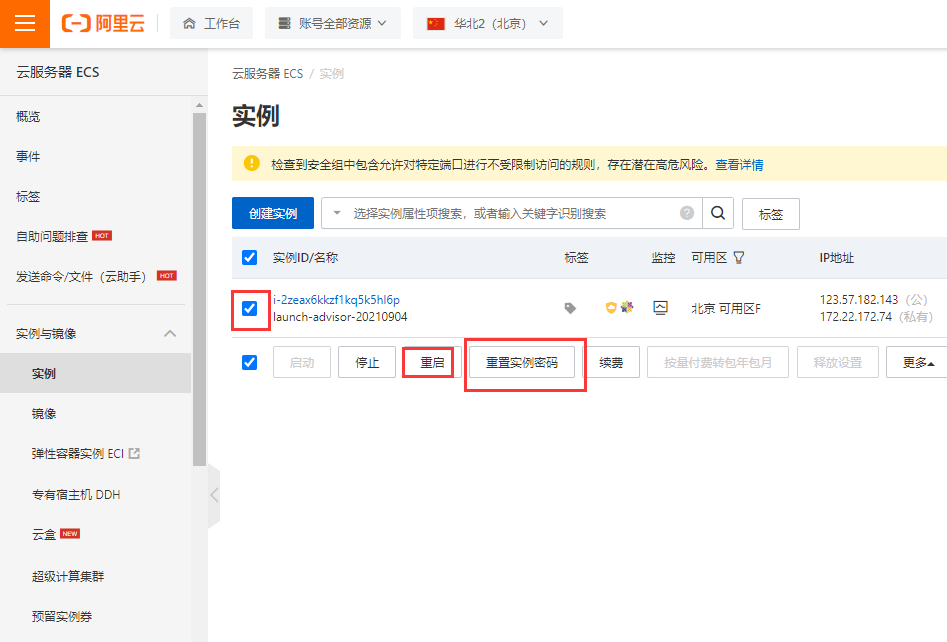 阿里云 工作台 账号全部资源 华北2（北京）
云服务器 ECS
概览
事件
标签
自助问题排查 HOT
发送命令/文件（云助手） HOT
实例与镜像
实例
镜像
弹性容器实例 ECI
专有宿主机 DDH
云盒 NEW
超级计算集群
预留实例券
云服务器 ECS / 实例
实例
检查到安全组中包含允许对特定端口进行不受限制访问的规则，存在潜在高危风险。查看详情
创建实例 选择实例属性项搜索，或者输入关键字识别搜索 ? 标签
实例ID/名称 标签 监控 可用区 IP地址
i-2zeax6kkzf1kq5k5hl6p 123.57.182.143（公）
launch-advisor-20210904 北京 可用区F 172.22.172.74（私有）
启动 停止 重启 重置实例密码 续费 按量付费转包年包月 释放设置 更多